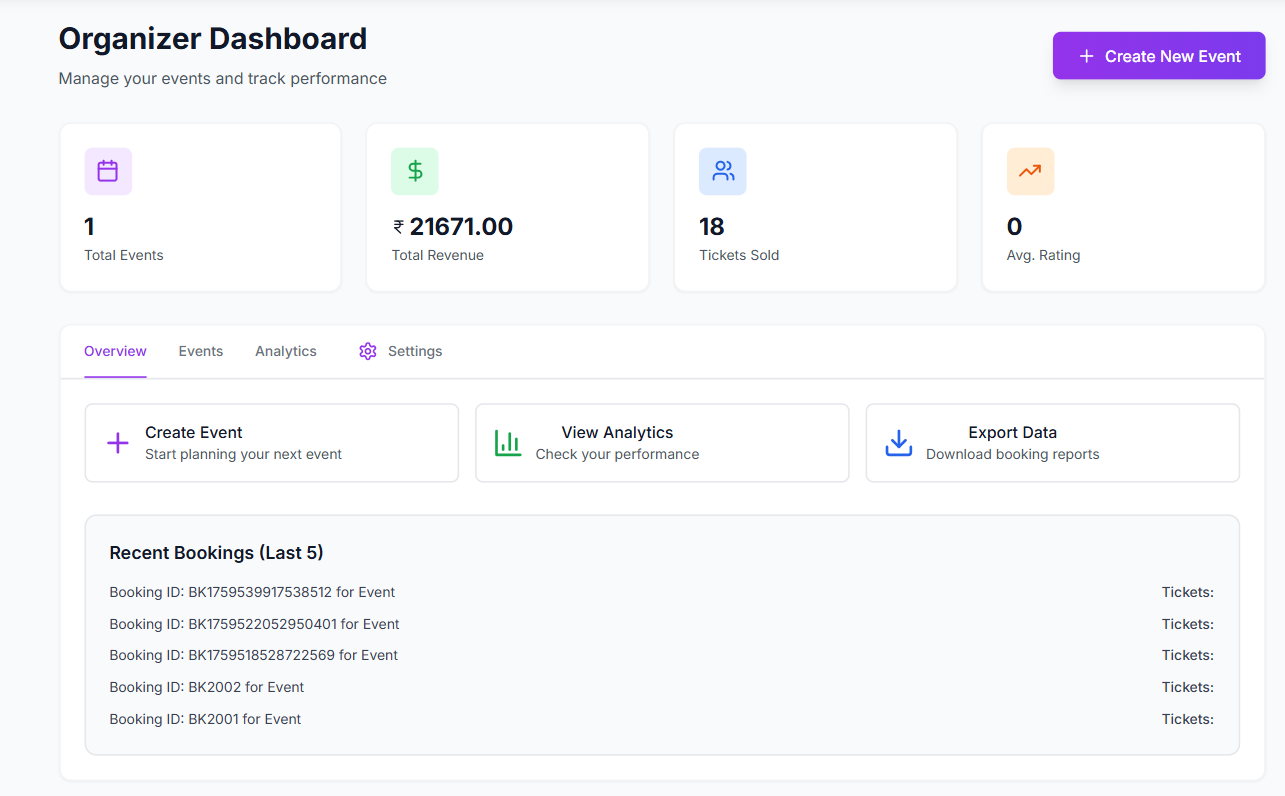 Organizer Dashboard
Manage your events and track performance
Create New Event
1
Total Events
₹ 21671.00
Total Revenue
18
Tickets Sold
0
Avg. Rating
Overview Events Analytics Settings
Create Event
Start planning your next event
View Analytics
Check your performance
Export Data
Download booking reports
Recent Bookings (Last 5)
Booking ID: BK1759539917538512 for Event Tickets:
Booking ID: BK1759522052950401 for Event Tickets:
Booking ID: BK1759518528722569 for Event Tickets:
Booking ID: BK2002 for Event Tickets:
Booking ID: BK2001 for Event Tickets: